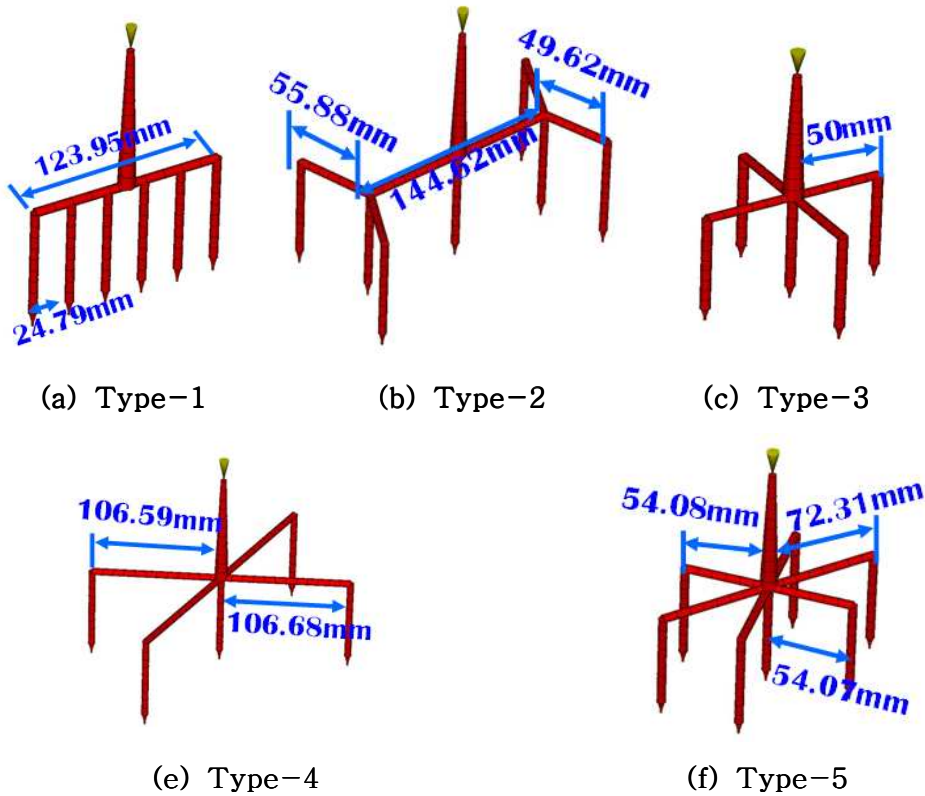 123.95mm
24.79mm
55.88mm
144.62mm
49.62mm
50mm
(a) Type-1
(b) Type-2
(c) Type-3
106.59mm
106.68mm
54.08mm
72.31mm
54.07mm
(e) Type-4
(f) Type-5